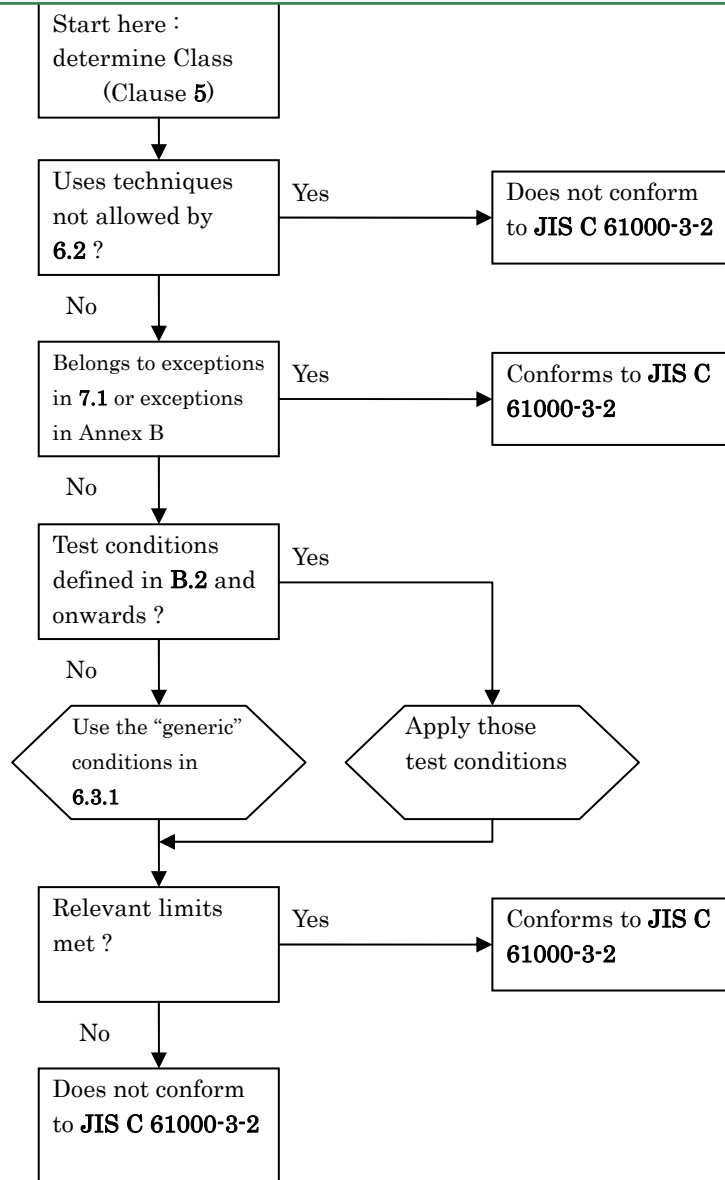 Start here :
determine Class
(Clause 5)
Uses techniques
not allowed by
6.2 ?
Yes
Does not conform
to JIS C 61000-3-2
No
Belongs to exceptions
in 7.1 or exceptions
in Annex B
Yes
Conforms to JIS C
61000-3-2
No
Test conditions
defined in B.2 and
onwards ?
Yes
No
Use the “generic”
conditions in
6.3.1
Apply those
test conditions
Relevant limits
met ?
Yes
Conforms to JIS C
61000-3-2
No
Does not conform
to JIS C 61000-3-2